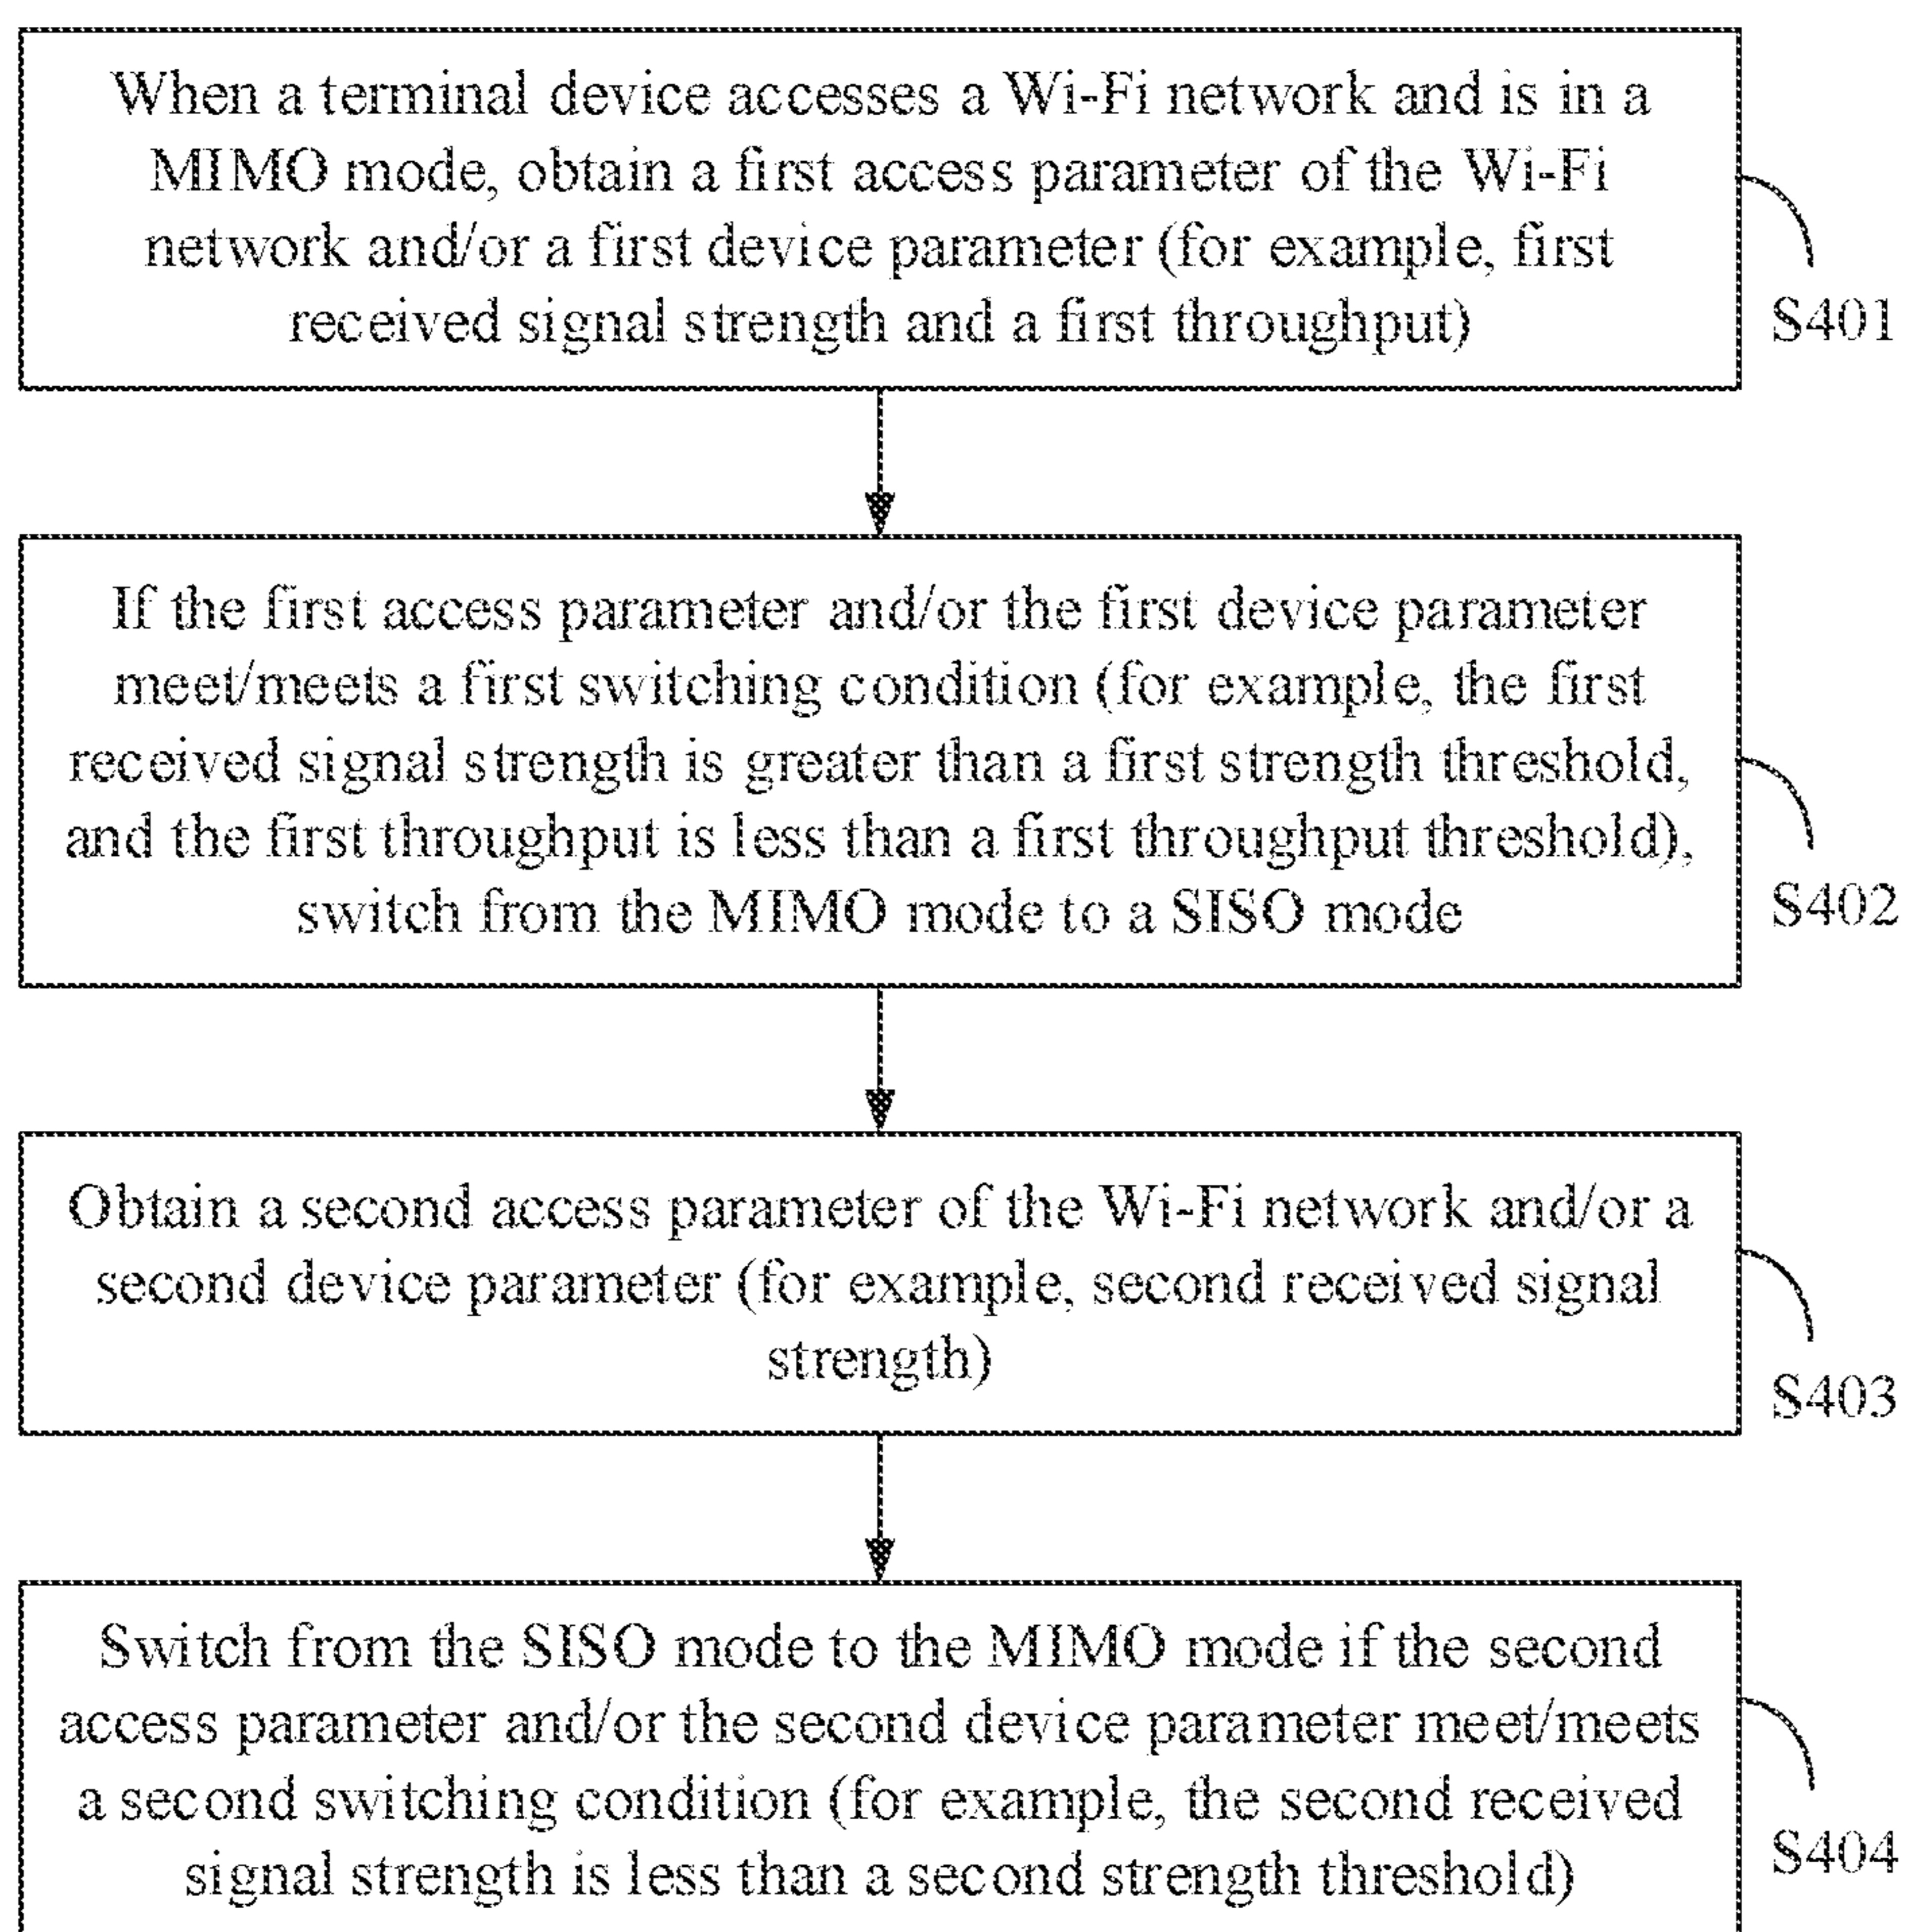 When a terminal device accesses a Wi-Fi network and is in a
MIMO mode, obtain a first access parameter of the Wi-Fi
network and/or a first device parameter (for example, first
received signal strength and a first throughput)
S401
If the first access parameter and/or the first device parameter
meet/meets a first switching condition (for example, the first
received signal strength is greater than a first strength threshold,
and the first throughput is less than a first throughput threshold),
switch from the MIMO mode to a SISO mode
S402
Obtain a second access parameter of the Wi-Fi network and/or a
second device parameter (for example, second received signal
strength)
S403
Switch from the SISO mode to the MIMO mode if the second
access parameter and/or the second device parameter meet/meets
a second switching condition (for example, the second received
signal strength is less than a second strength threshold)
S404